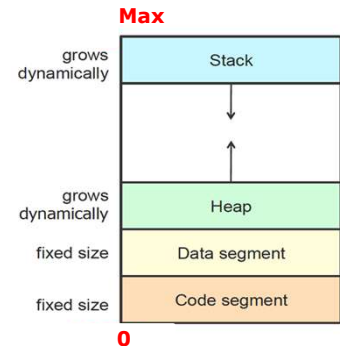 Max
grows
dynamically
Stack
grows
dynamically
Heap
fixed size
Data segment
fixed size
Code segment
0